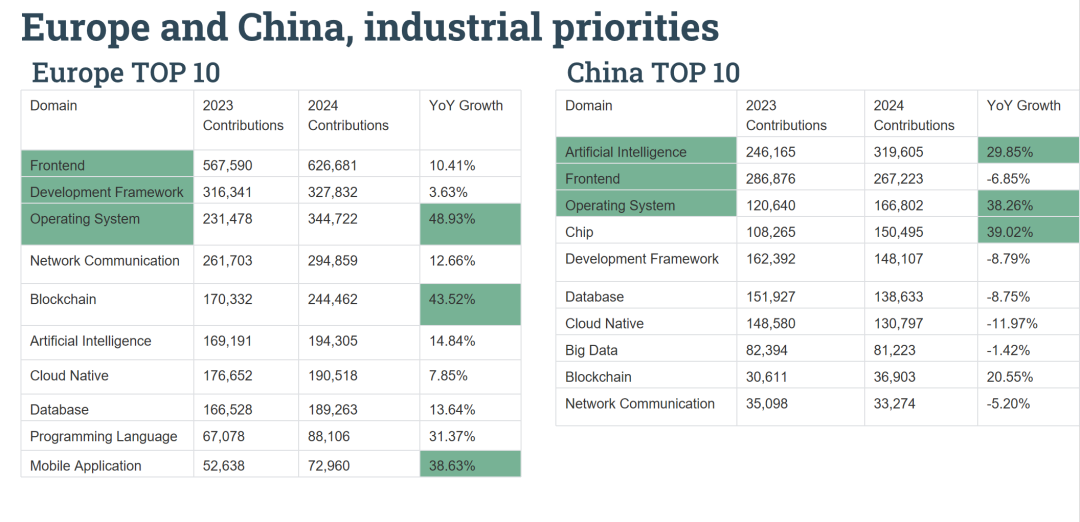 Europe and China, industrial priorities
Europe TOP 10
Domain 2023 Contributions 2024 Contributions YoY Growth
Frontend 567,590 626,681 10.41%
Development Framework 316,341 327,832 3.63%
Operating System 231,478 344,722 48.93%
Network Communication 261,703 294,859 12.66%
Blockchain 170,332 244,462 43.52%
Artificial Intelligence 169,191 194,305 14.84%
Cloud Native 176,652 190,518 7.85%
Database 166,528 189,263 13.64%
Programming Language 67,078 88,106 31.37%
Mobile Application 52,638 72,960 38.63%
China TOP 10
Domain 2023 Contributions 2024 Contributions YoY Growth
Artificial Intelligence 246,165 319,605 29.85%
Frontend 286,876 267,223 -6.85%
Operating System 120,640 166,802 38.26%
Chip 108,265 150,495 39.02%
Development Framework 162,392 148,107 -8.79%
Database 151,927 138,633 -8.75%
Cloud Native 148,580 130,797 -11.97%
Big Data 82,394 81,223 -1.42%
Blockchain 30,611 36,903 20.55%
Network Communication 35,098 33,274 -5.20%